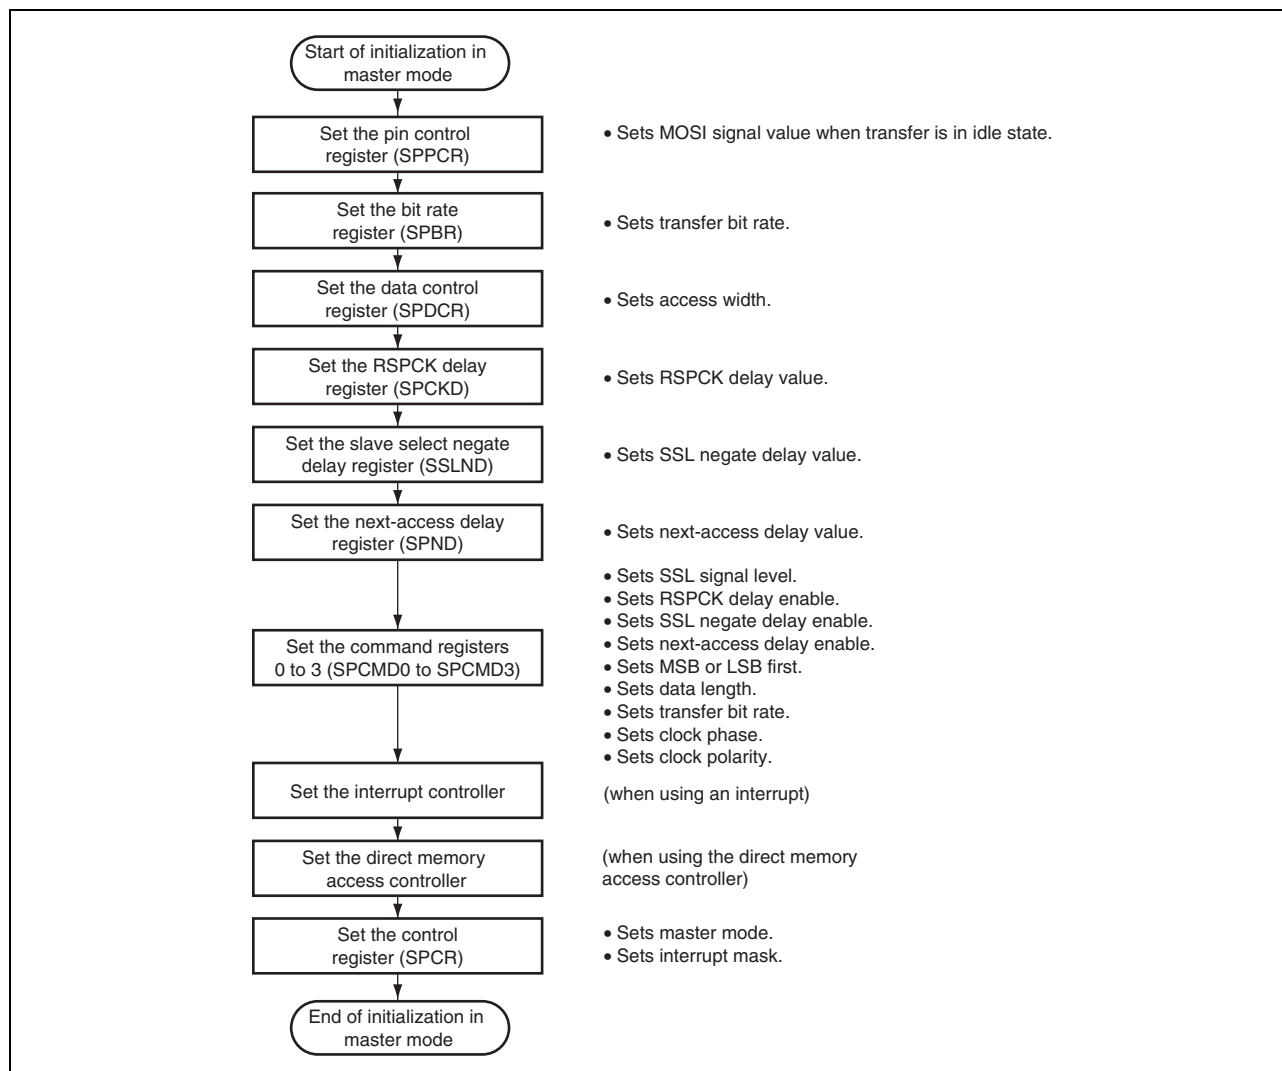 Start of initialization in
master mode
Set the pin control
register (SPPCR)
• Sets MOSI signal value when transfer is in idle state.
Set the bit rate
register (SPBR)
• Sets transfer bit rate.
Set the data control
register (SPDCR)
• Sets access width.
Set the RSPCK delay
register (SPCKD)
• Sets RSPCK delay value.
Set the slave select negate
delay register (SSLND)
• Sets SSL negate delay value.
Set the next-access delay
register (SPND)
• Sets next-access delay value.
Set the command registers
0 to 3 (SPCMD0 to SPCMD3)
• Sets SSL signal level.
• Sets RSPCK delay enable.
• Sets SSL negate delay enable.
• Sets next-access delay enable.
• Sets MSB or LSB first.
• Sets data length.
• Sets transfer bit rate.
• Sets clock phase.
• Sets clock polarity.
Set the interrupt controller
(when using an interrupt)
Set the direct memory
access controller
(when using the direct memory
access controller)
Set the control
register (SPCR)
• Sets master mode.
• Sets interrupt mask.
End of initialization in
master mode